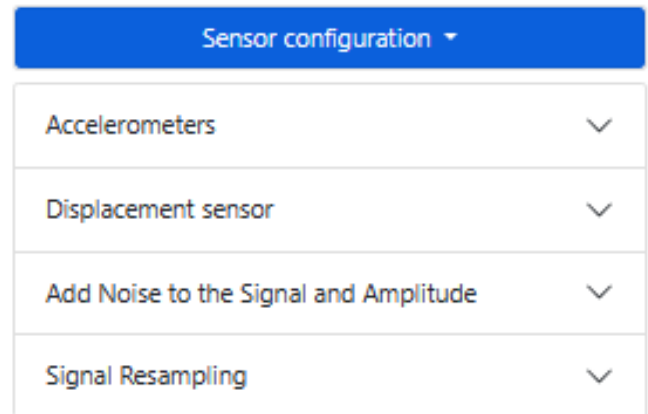 Sensor configuration
Accelerometers
Displacement sensor
Add Noise to the Signal and Amplitude
Signal Resampling